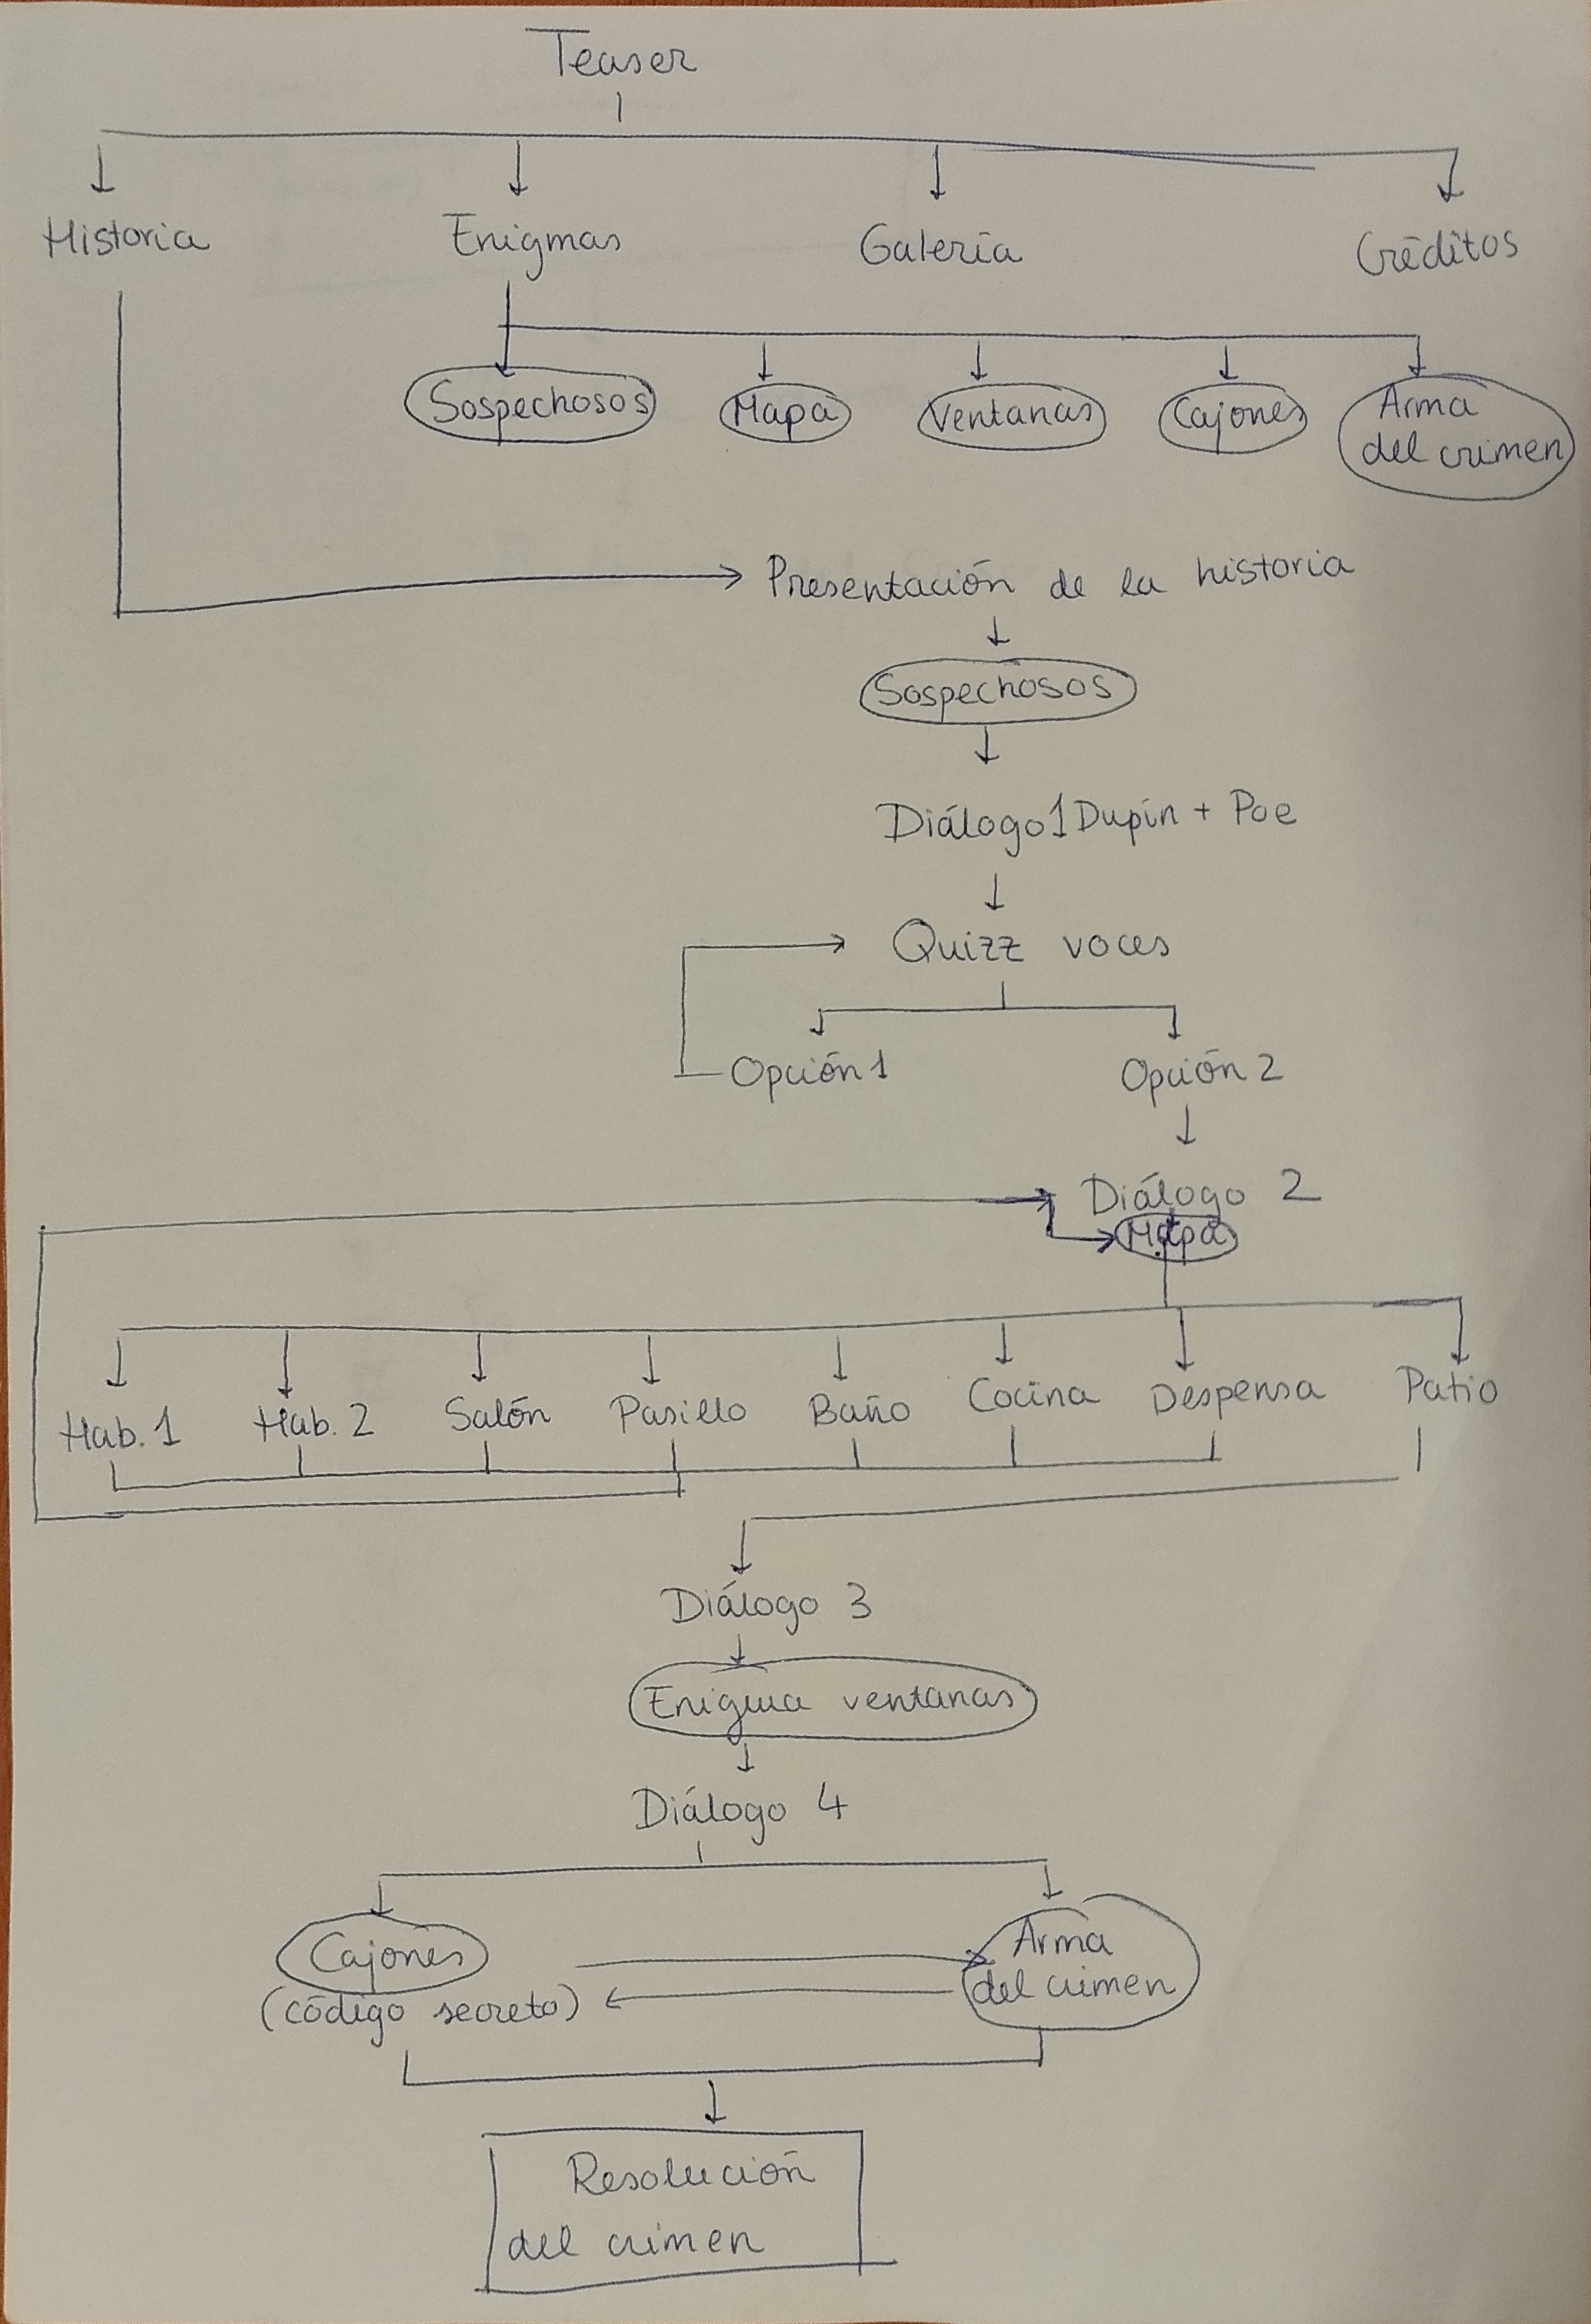 Teaser
Historia
Enigmas
Galería
Créditos
Sospechosos
Mapa
Ventanas
Cajones
Arma
del crimen
Presentación de la historia
Sospechosos
Diálogo 1 Dupin + Poe
Quizz voces
Opción 1
Opción 2
Diálogo 2
Mapa
Hab. 1
Hab. 2
Salón
Pasillo
Baño
Cocina
Despensa
Patio
Diálogo 3
Enigma ventanas
Diálogo 4
Cajones
(código secreto)
Arma
del crimen
Resolución
del crimen